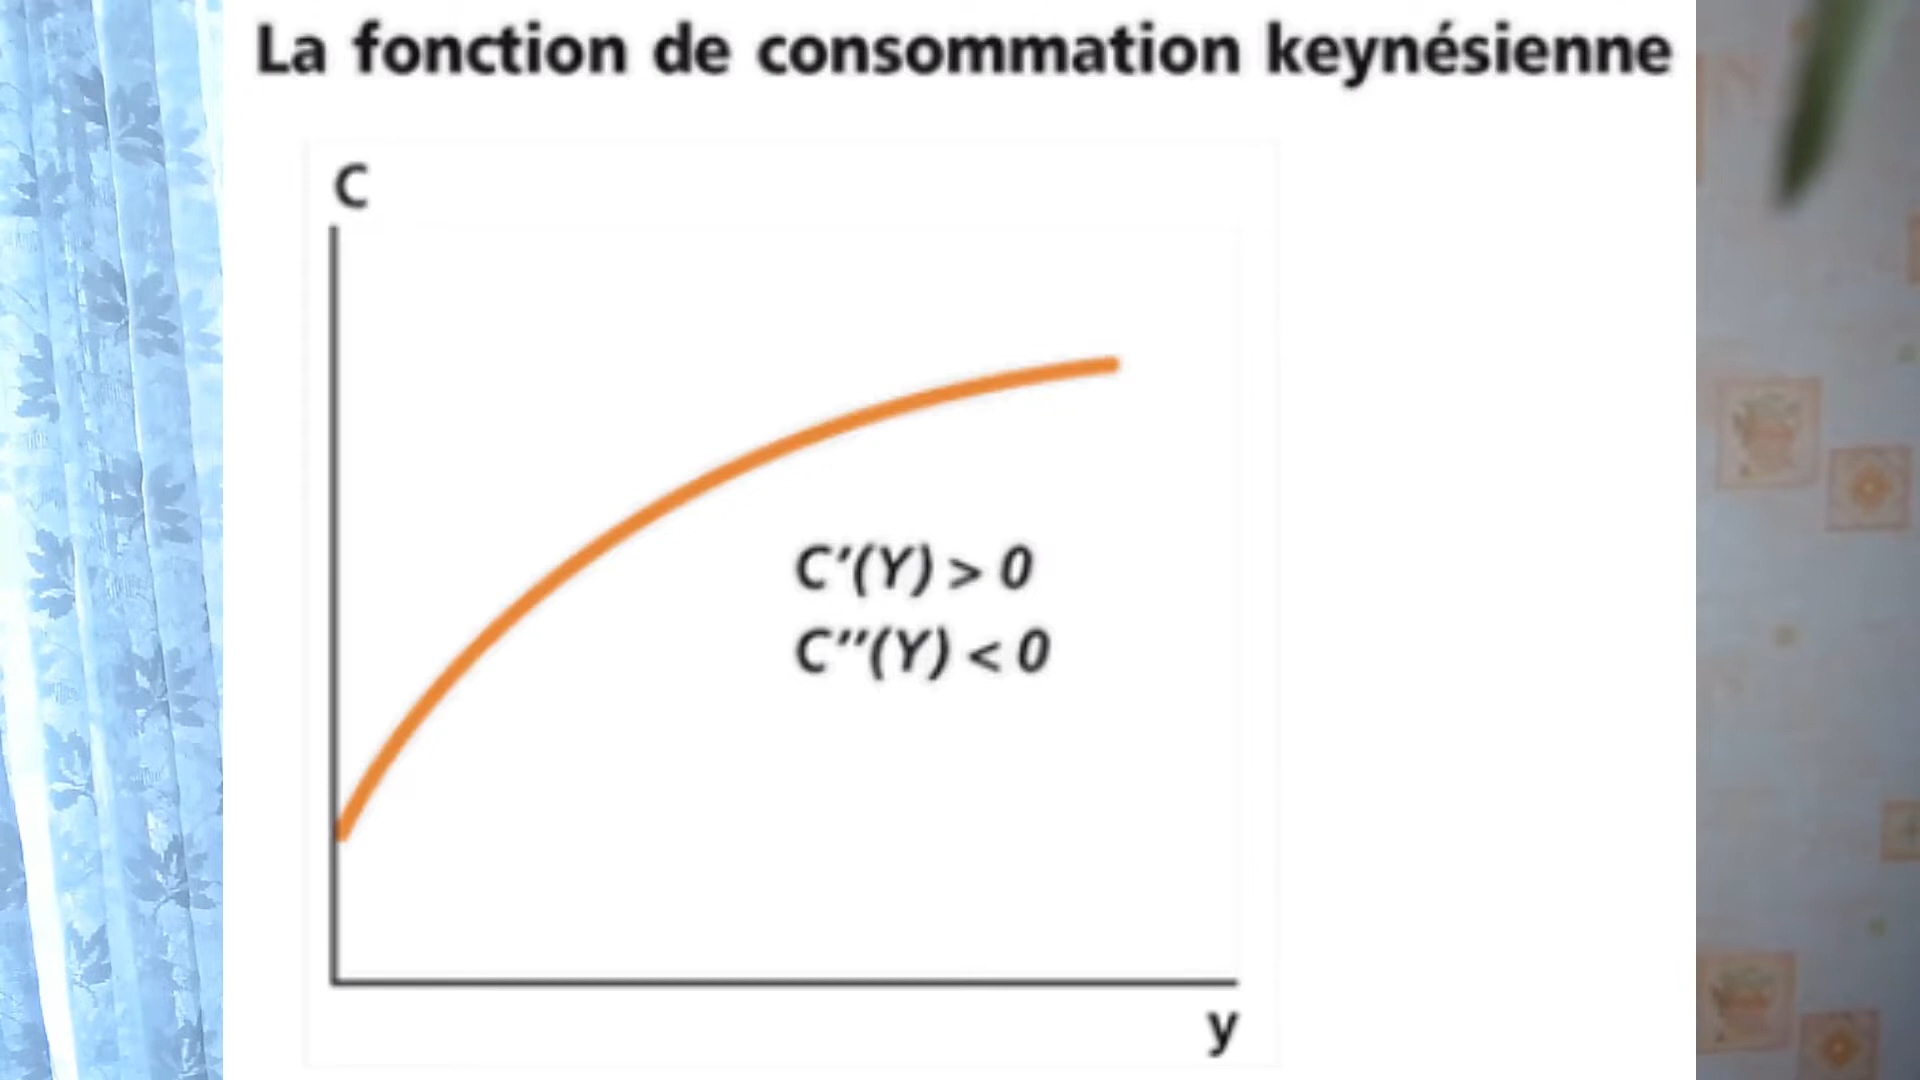 La fonction de consommation keynésienne
C
C′(Y) > 0
C″(Y) < 0
y